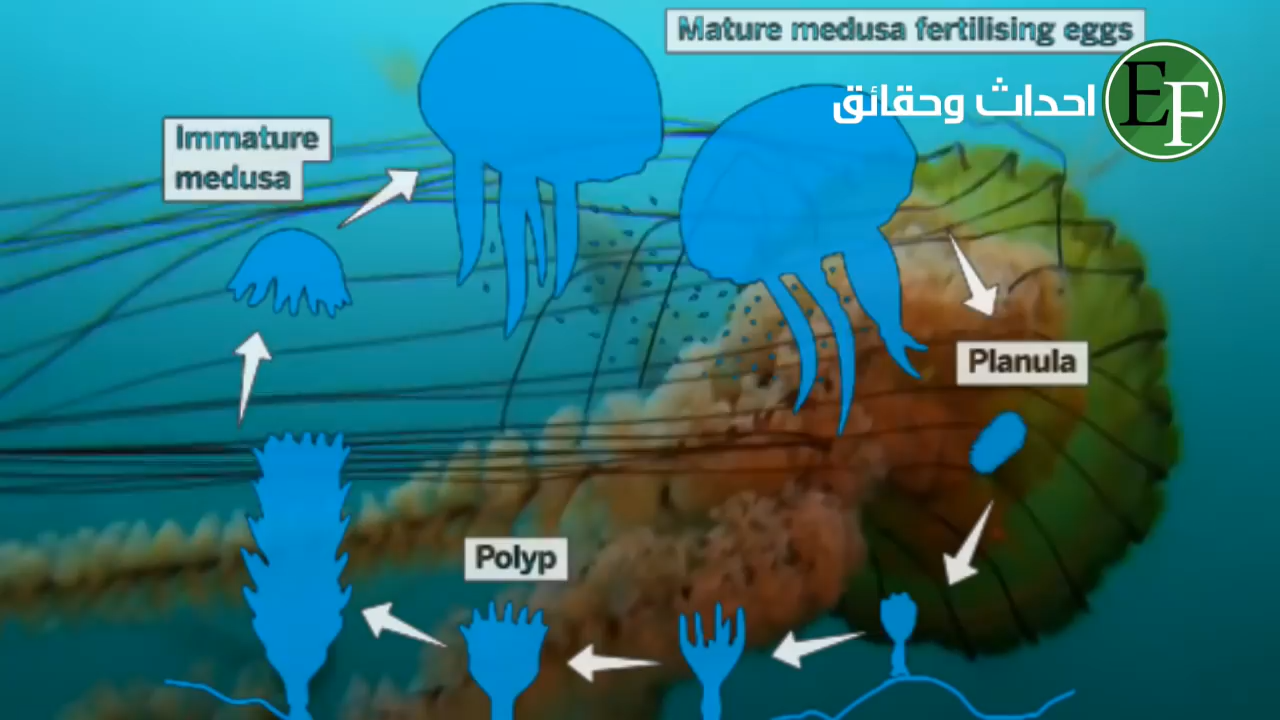 Mature medusa fertilising eggs
احداث وحقائق
EF
Immature
medusa
Planula
Polyp